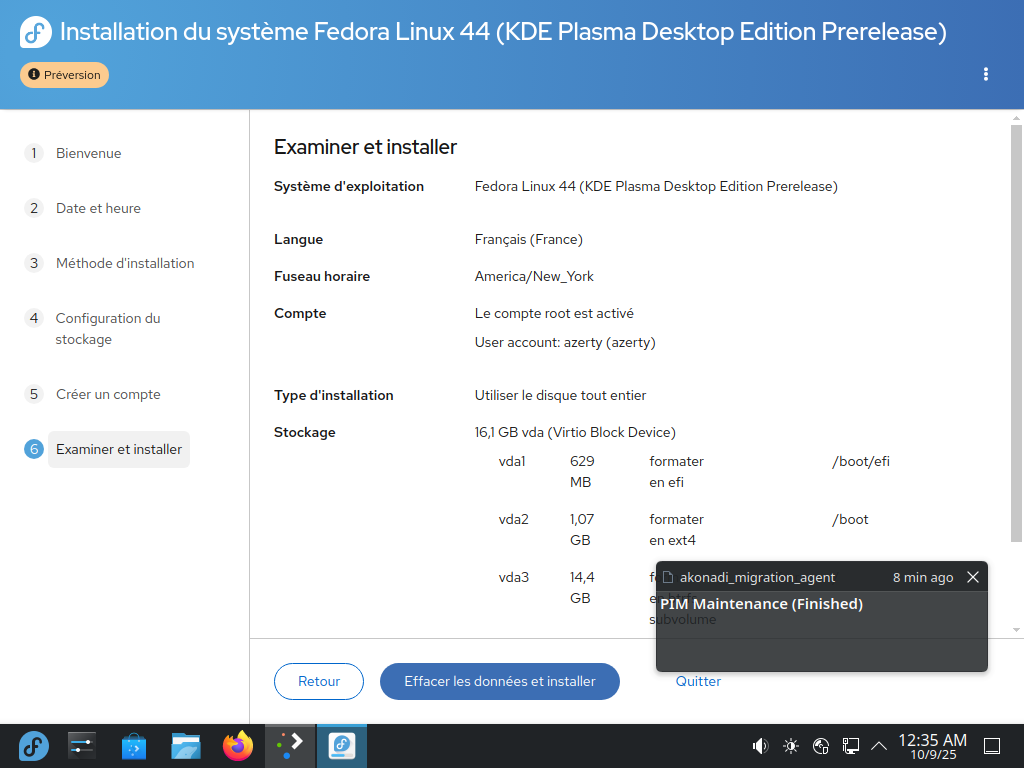 Installation du système Fedora Linux 44 (KDE Plasma Desktop Edition Prerelease)
Préversion
1 Bienvenue
2 Date et heure
3 Méthode d'installation
4 Configuration du
stockage
5 Créer un compte
6 Examiner et installer
Examiner et installer
Système d'exploitation Fedora Linux 44 (KDE Plasma Desktop Edition Prerelease)
Langue Français (France)
Fuseau horaire America/New_York
Compte Le compte root est activé
User account: azerty (azerty)
Type d'installation Utiliser le disque tout entier
Stockage 16,1 GB vda (Virtio Block Device)
vda1 629 formater /boot/efi
MB en efi
vda2 1,07 formater /boot
GB en ext4
vda3 14,4
GB
subvolume
akonadi_migration_agent 8 min ago
PIM Maintenance (Finished)
Retour Effacer les données et installer Quitter
12:35 AM
10/9/25